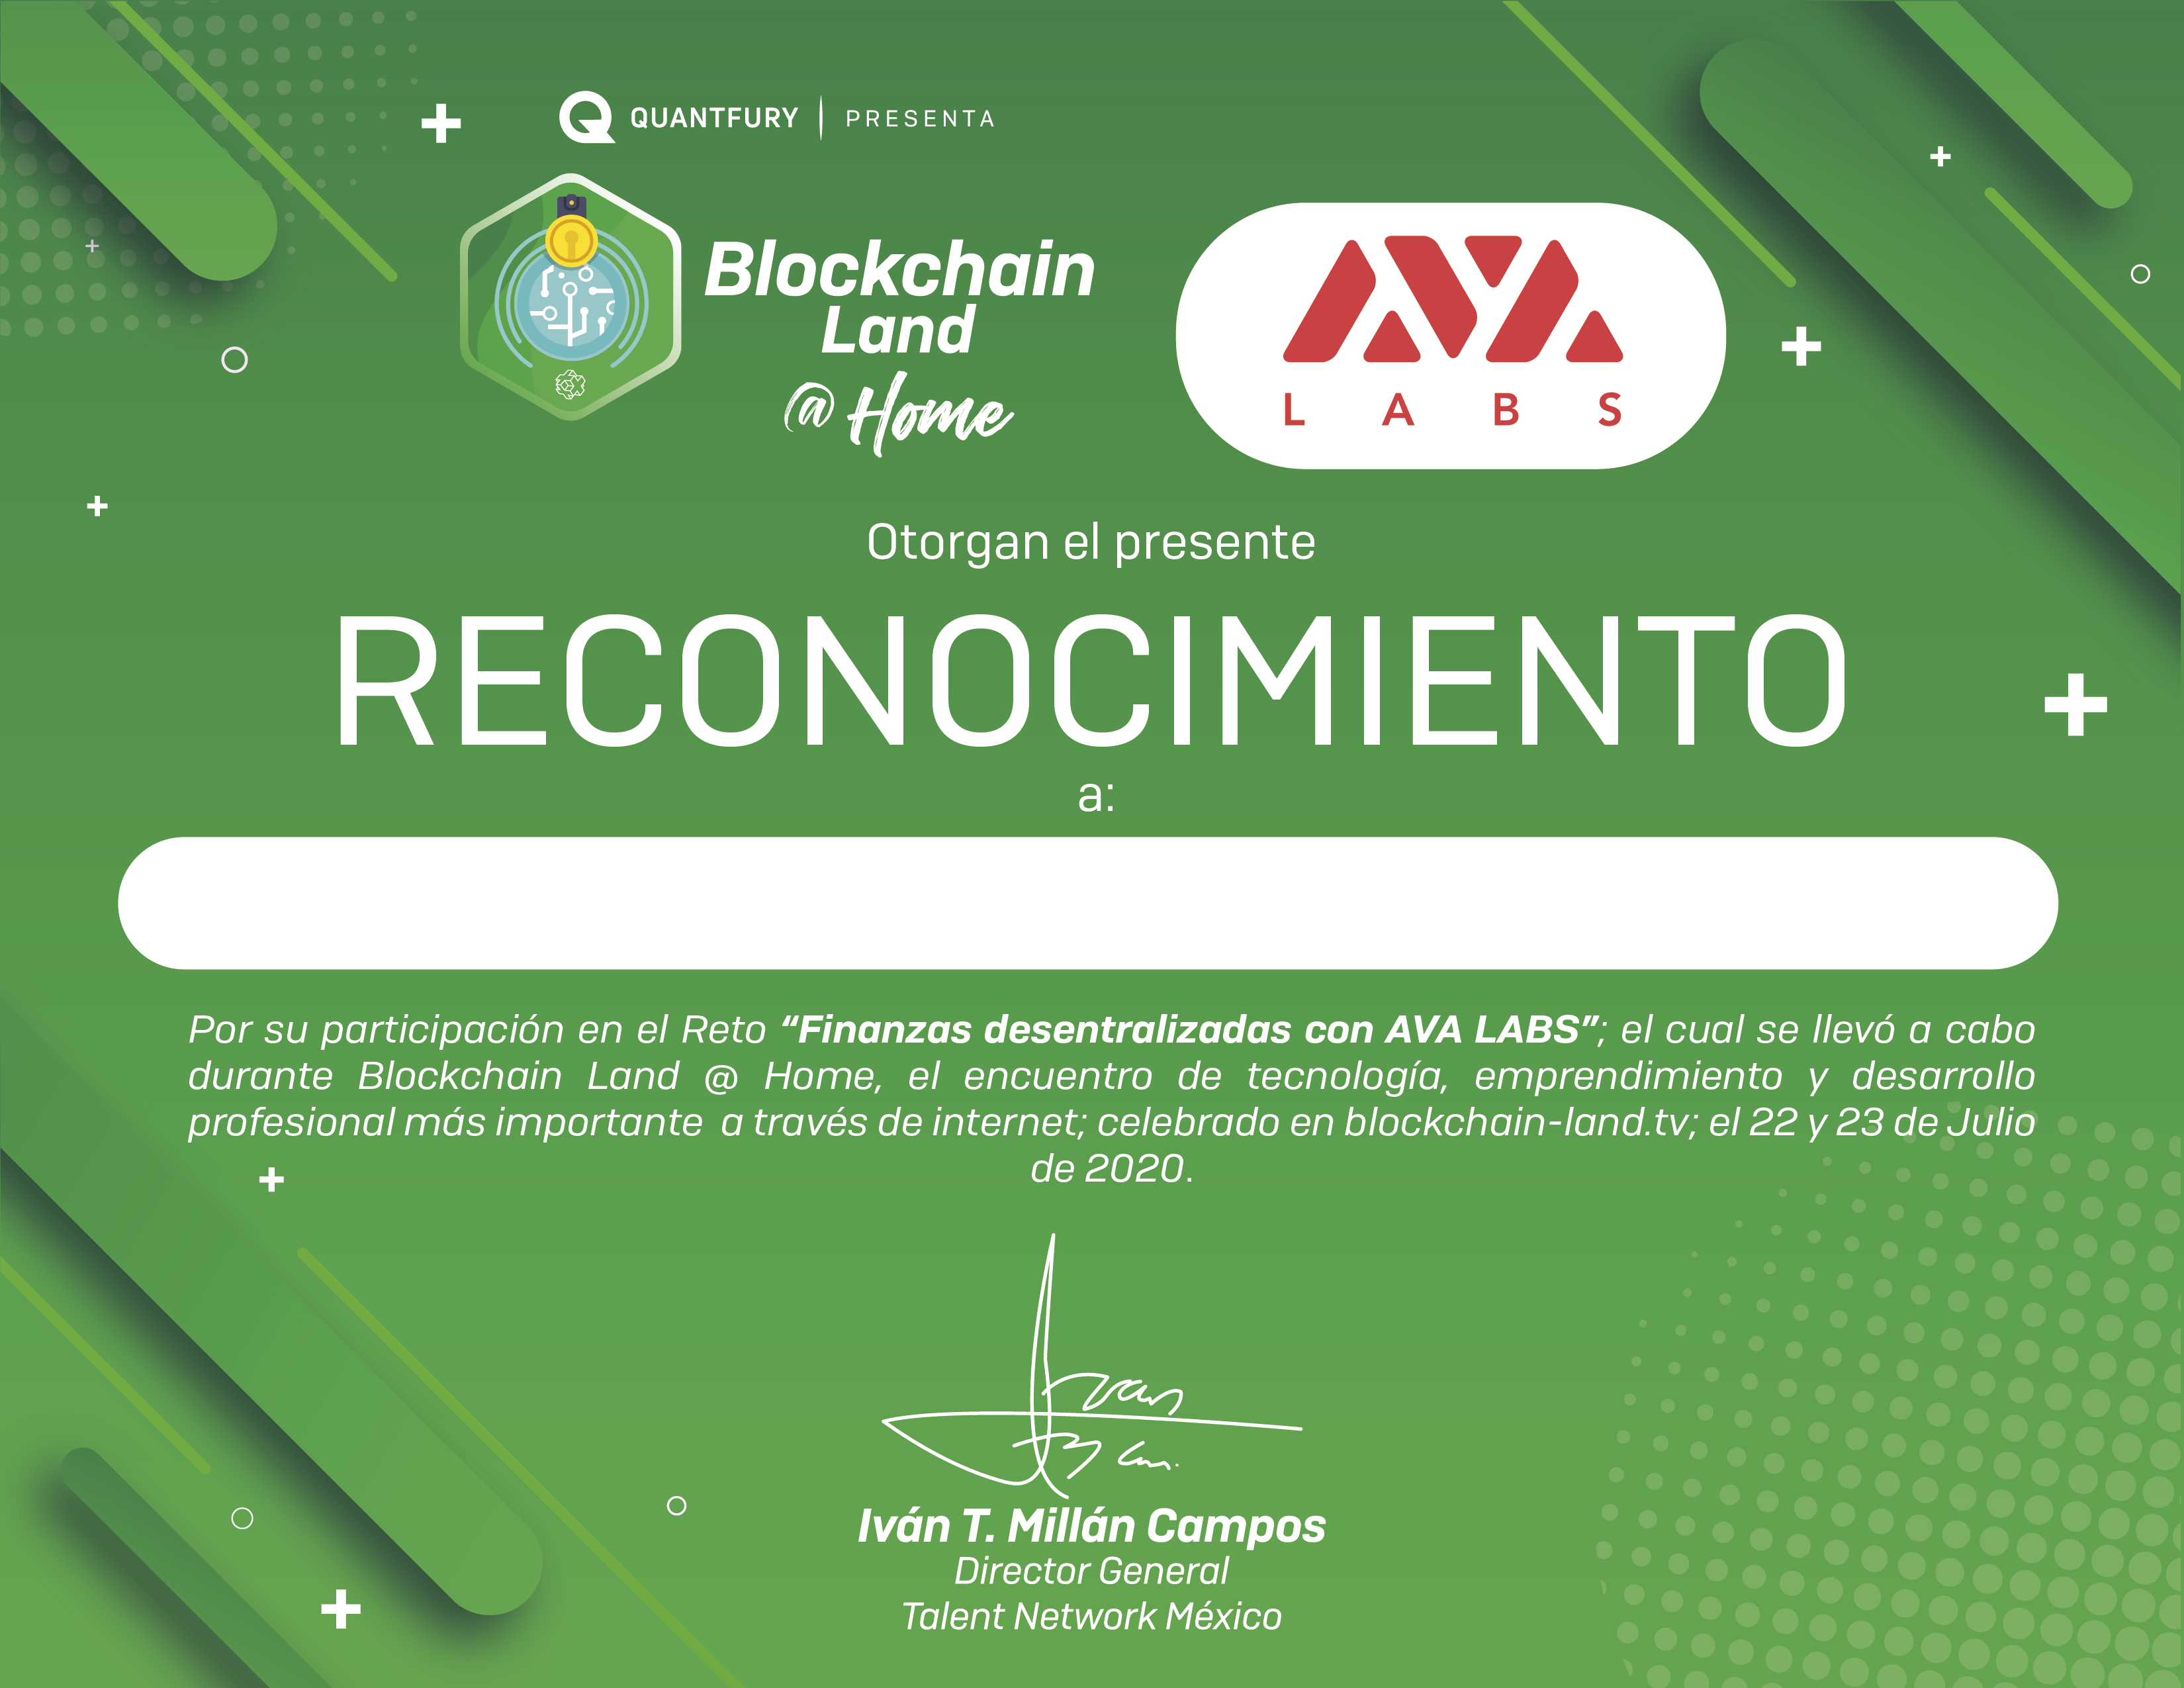 QUANTFURY | PRESENTA
Blockchain
Land
@ Home
AVA
LABS
Otorgan el presente
RECONOCIMIENTO
a:
Por su participación en el Reto “Finanzas desentralizadas con AVA LABS”; el cual se llevó a cabo
durante Blockchain Land @ Home, el encuentro de tecnología, emprendimiento y desarrollo
profesional más importante a través de internet; celebrado en blockchain-land.tv; el 22 y 23 de Julio
de 2020.
Iván T. Millán Campos
Director General
Talent Network México